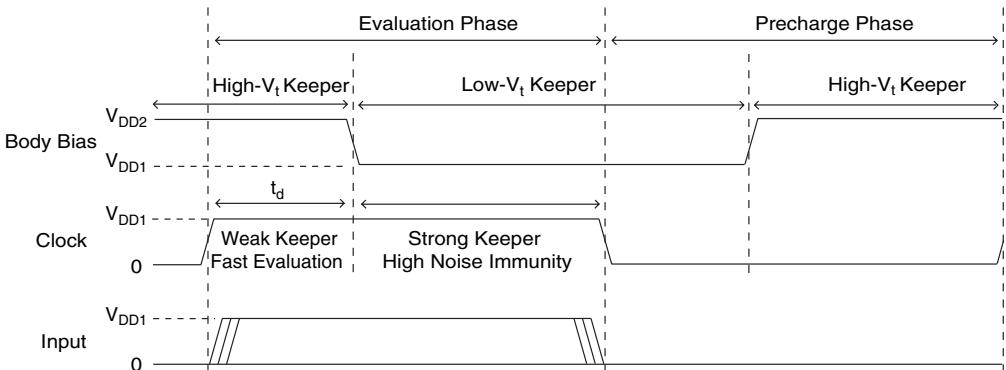 Evaluation Phase
Precharge Phase
High-Vt Keeper
Low-Vt Keeper
High-Vt Keeper
VDD2
Body Bias
VDD1
td
VDD1
Clock
Weak Keeper
Fast Evaluation
Strong Keeper
High Noise Immunity
0
VDD1
Input
0